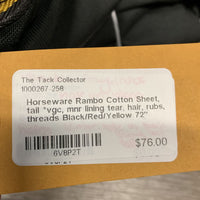 The Tack Collector
1000267-258
Horseware Rambo Cotton Sheet,
tail *vgc, mnr lining tear, hair, rubs,
threads Black/Red/Yellow 72"
$76.00
6V8P2T